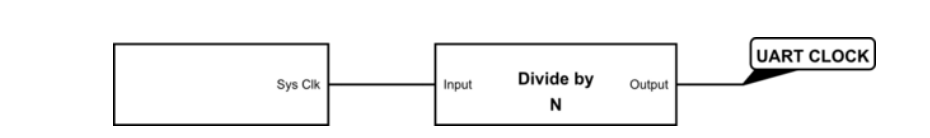 UART CLOCK
Sys Clk
Input
Divide by
N
Output